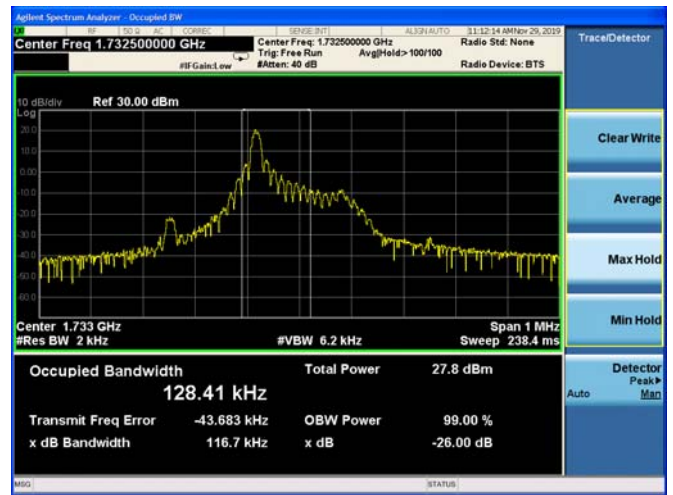 Agilent Spectrum Analyzer - Occupied BW
RF 50 Ω AC CORREC SENSE:INT ALIGN AUTO 11:12:14 AM Nov 29, 2019
Center Freq 1.732500000 GHz Center Freq: 1.732500000 GHz Radio Std: None
Trig: Free Run Avg|Hold:> 100/100
#IFGain:Low #Atten: 40 dB Radio Device: BTS
10 dB/div Ref 30.00 dBm
Log
20.0
10.0
0.00
-10.0
-20.0
-30.0
-40.0
-50.0
-60.0
Center 1.733 GHz Span 1 MHz
#Res BW 2 kHz #VBW 6.2 kHz Sweep 238.4 ms
Occupied Bandwidth Total Power 27.8 dBm
128.41 kHz
Transmit Freq Error -43.683 kHz OBW Power 99.00 %
x dB Bandwidth 116.7 kHz x dB -26.00 dB
MSG STATUS
Trace/Detector
Clear Write
Average
Max Hold
Min Hold
Detector
Peak▶
Auto Man